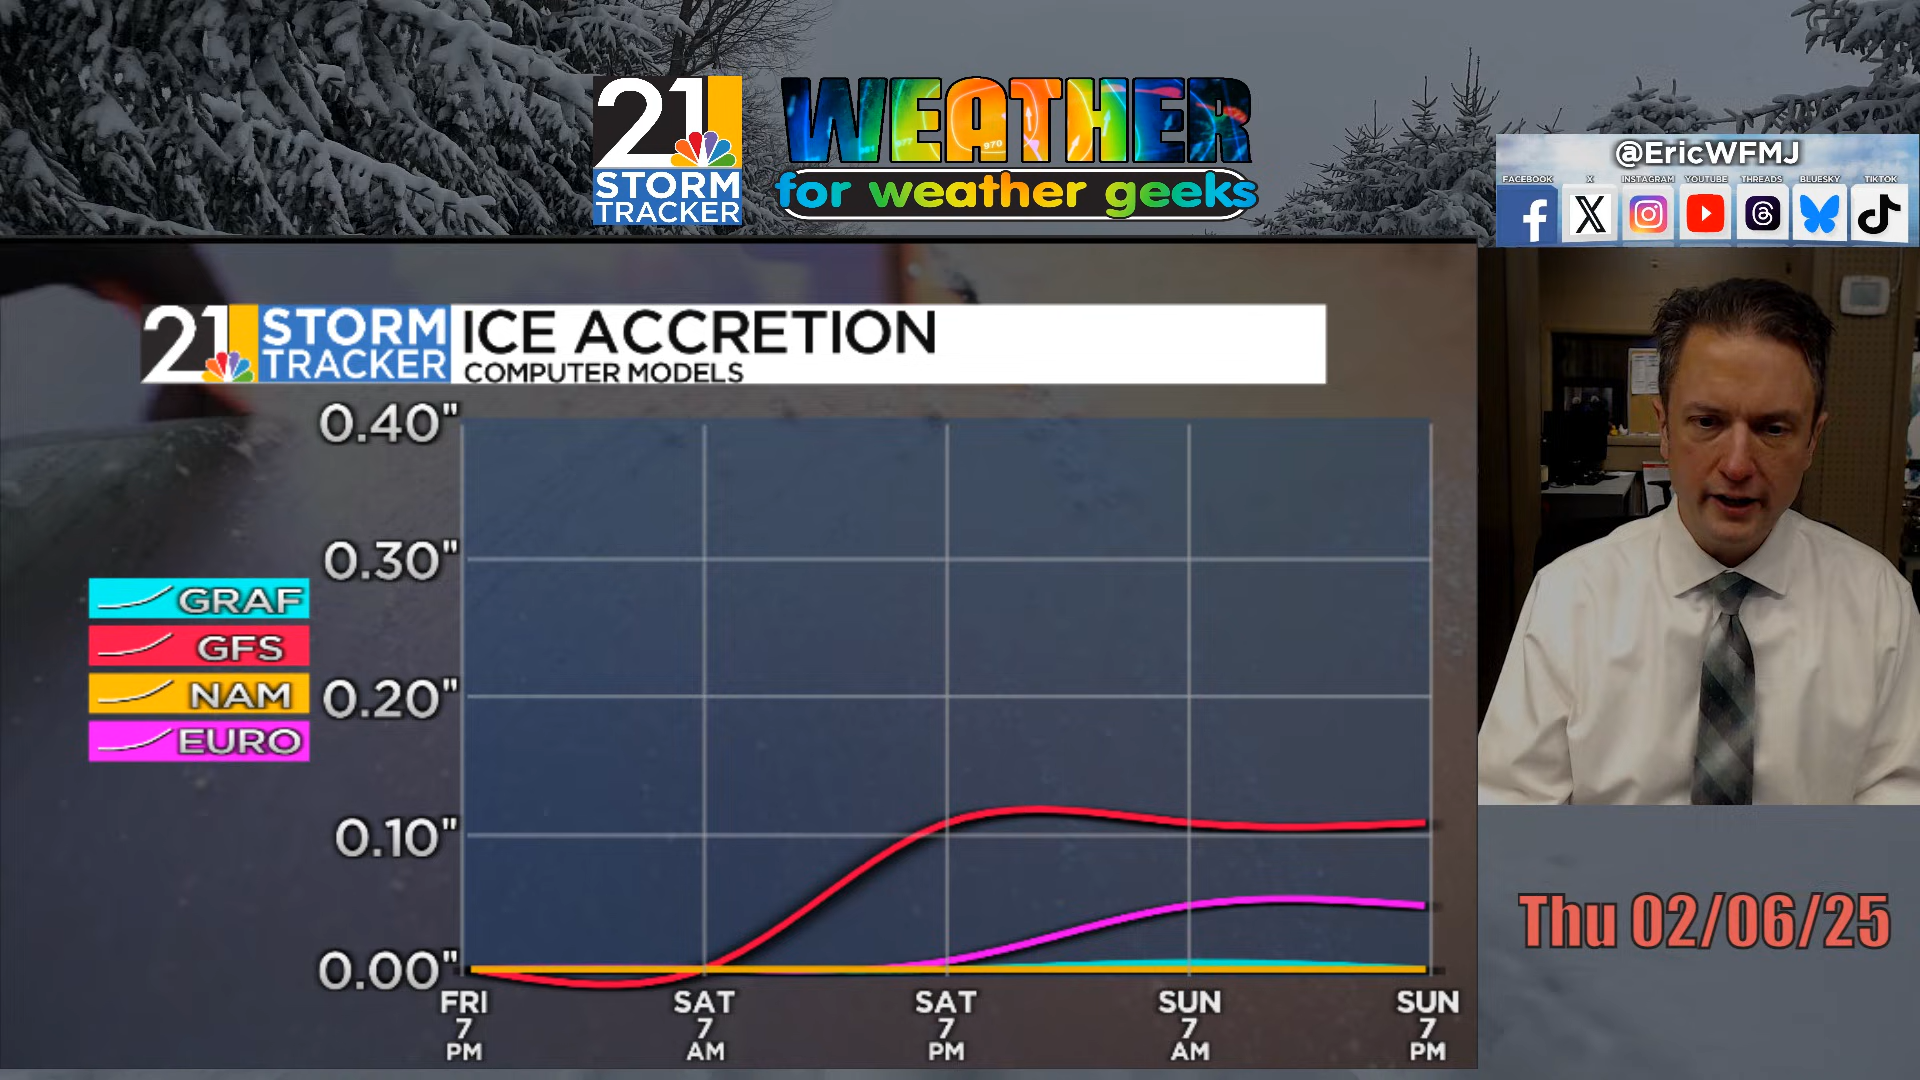 21
STORM
TRACKER
WEATHER
970
for weather geeks
@EricWFMJ
FACEBOOK X INSTAGRAM YOUTUBE THREADS BLUESKY TIKTOK
21 STORM
TRACKER
ICE ACCRETION
COMPUTER MODELS
0.40"
0.30"
0.20"
0.10"
0.00"
GRAF
GFS
NAM
EURO
FRI
7
PM
SAT
7
AM
SAT
7
PM
SUN
7
AM
SUN
7
PM
Thu 02/06/25